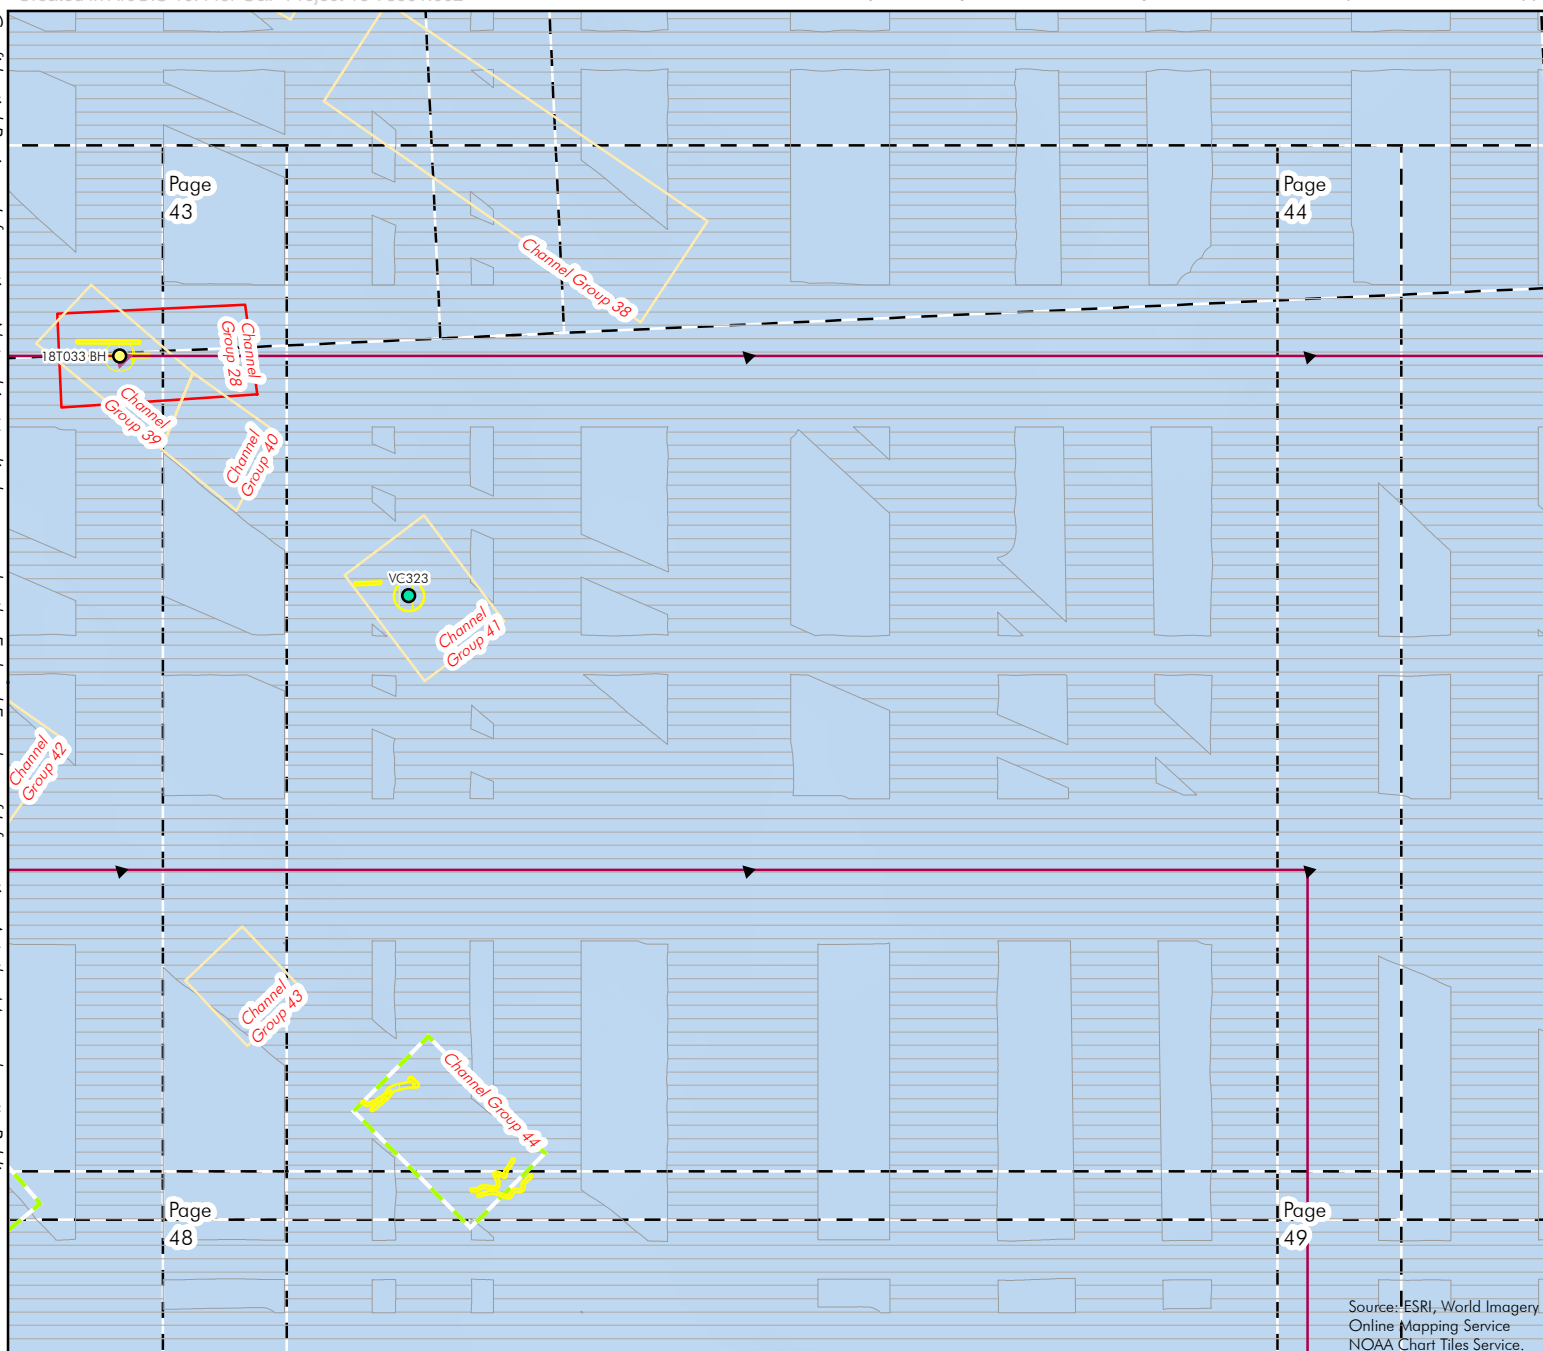 Page
43
Page
44
Channel Group 38
Channel
Group 28
18T033 BH
Channel
Group 39
Channel
Group 40
VC323
Channel
Group 41
Channel
Group 42
Channel
Group 43
Channel Group 44
Page
48
Page
49
Source: ESRI, World Imagery
Online Mapping Service
NOAA Chart Tiles Service.